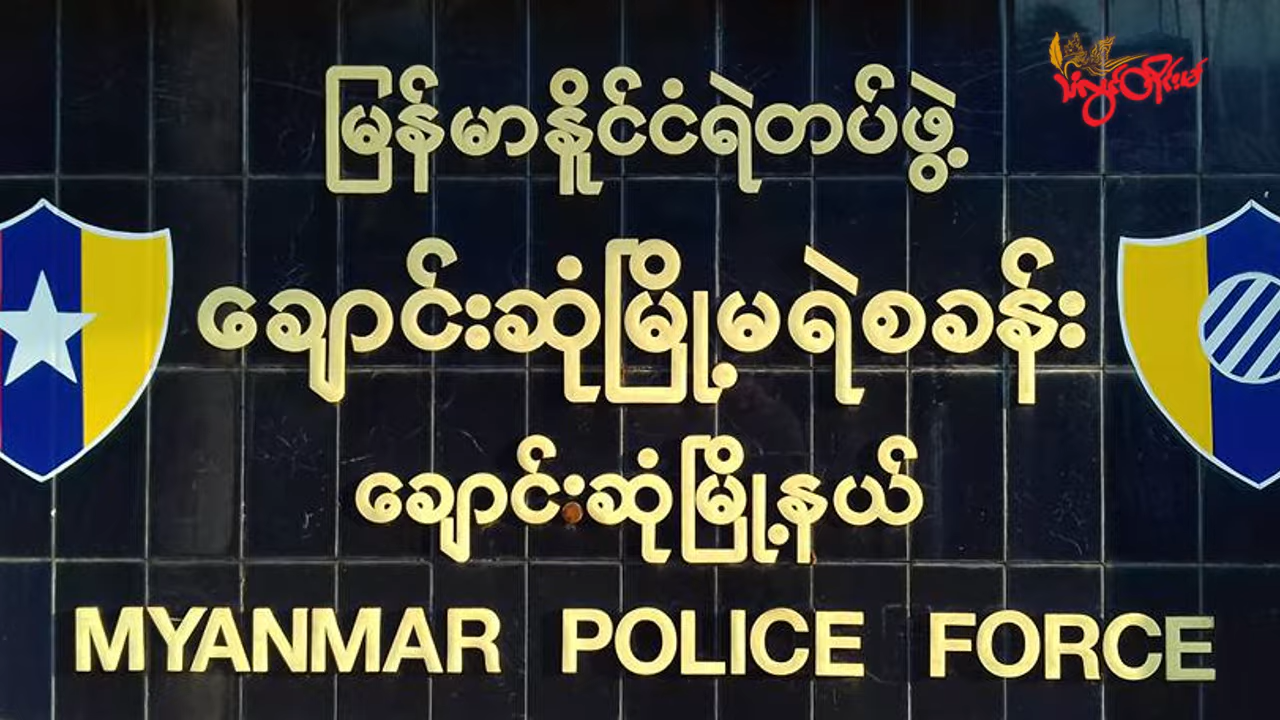 မြန်မာနိုင်ငံရဲတပ်ဖွဲ့
ချောင်းဆုံမြို့မရဲစခန်း
ချောင်းဆုံမြို့နယ်
MYANMAR POLICE FORCE